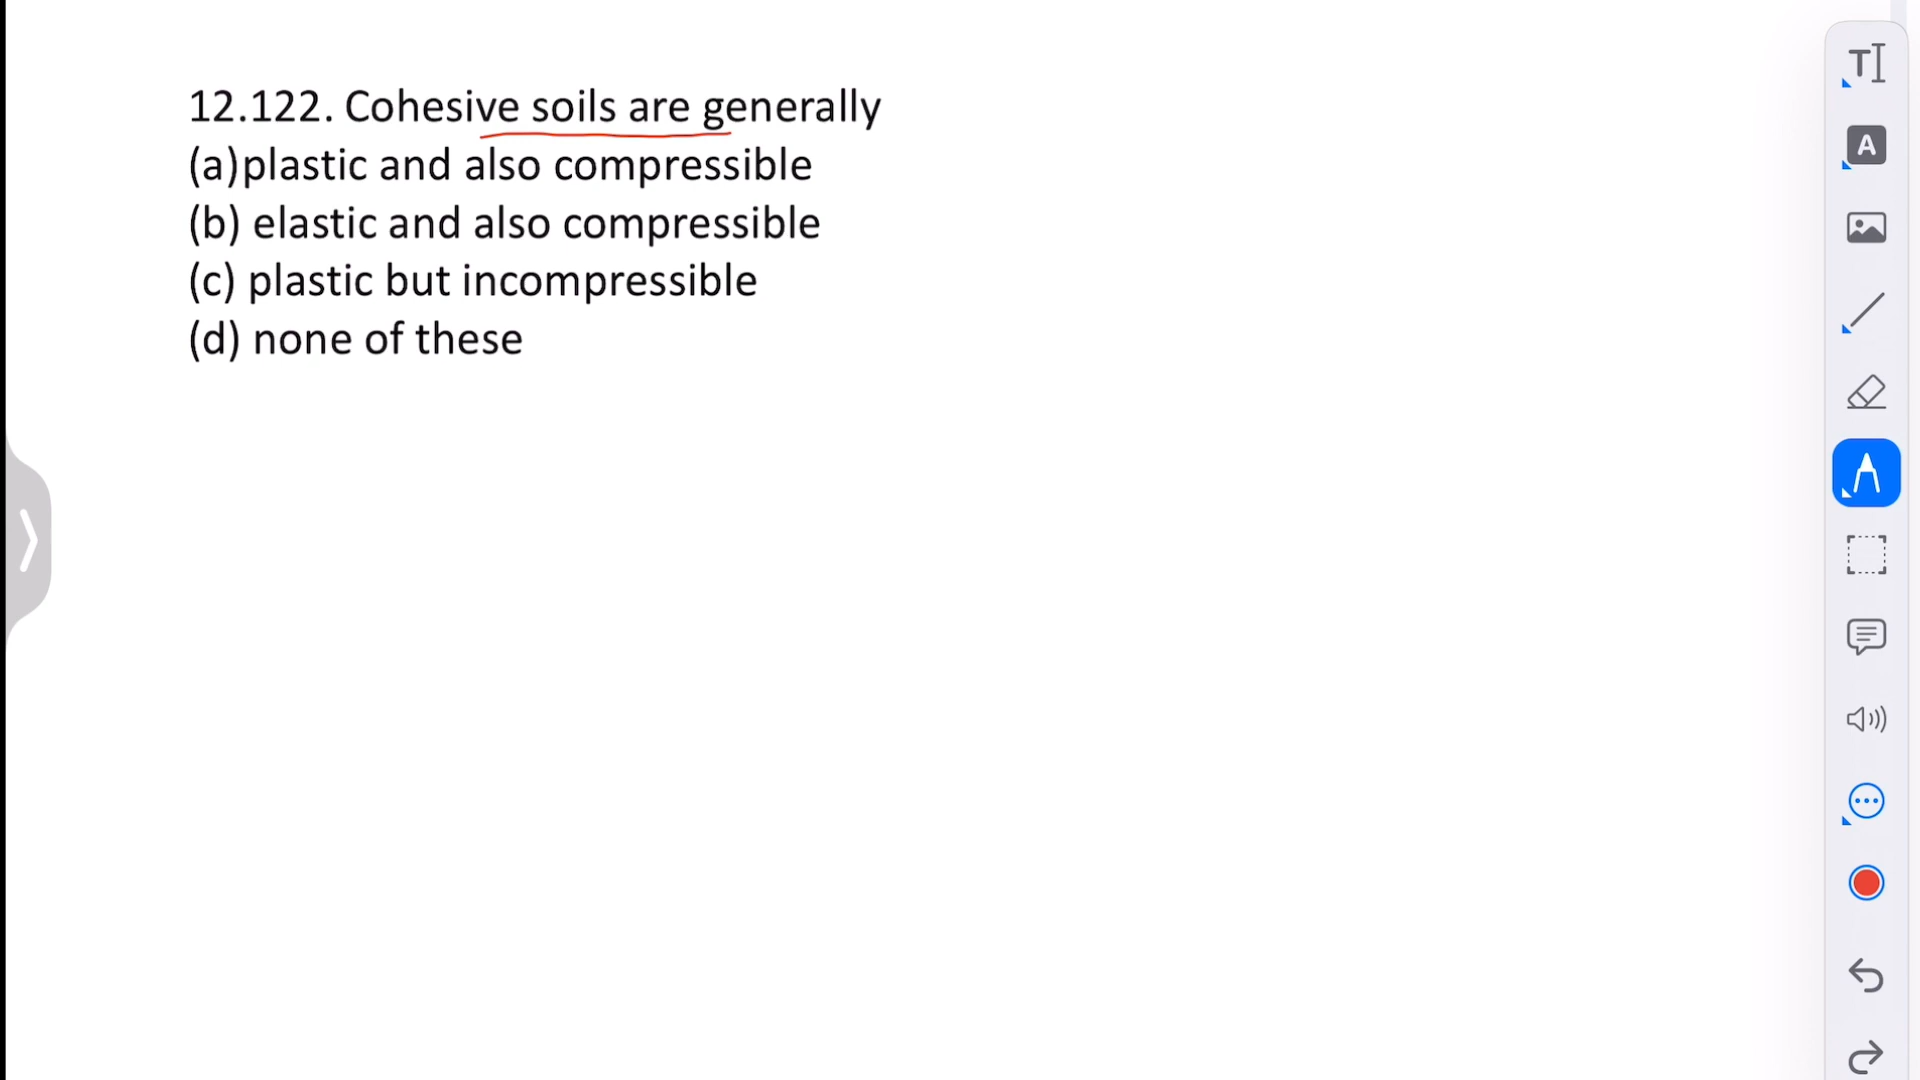 12.122. Cohesive soils are generally
(a)plastic and also compressible
(b) elastic and also compressible
(c) plastic but incompressible
(d) none of these